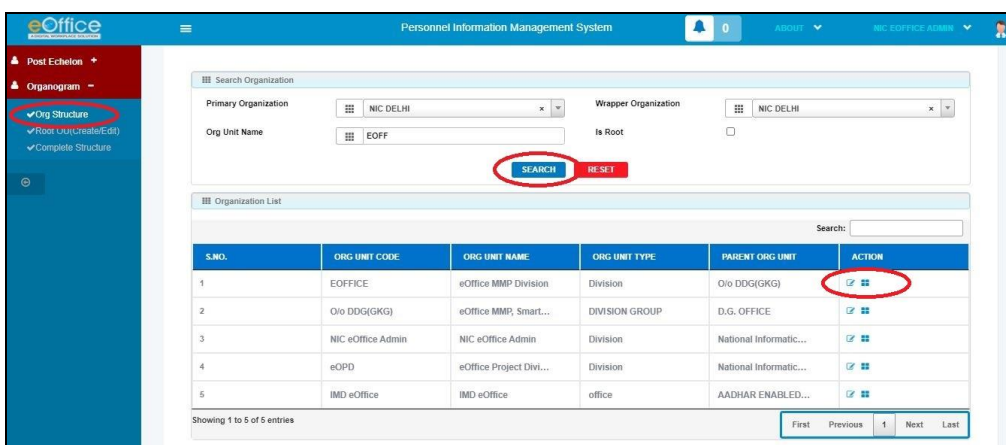 eOffice
A DIGITAL WORKPLACE SOLUTION
Personnel Information Management System
0
ABOUT
NIC EOFFICE ADMIN
Post Echelon +
Organogram −
Org Structure
Root OU(Create/Edit)
Complete Structure
Search Organization
Primary Organization NIC DELHI × Wrapper Organization NIC DELHI ×
Org Unit Name EOFF Is Root
SEARCH RESET
Organization List
Search:
S.NO. ORG UNIT CODE ORG UNIT NAME ORG UNIT TYPE PARENT ORG UNIT ACTION
1 EOFFICE eOffice MMP Division Division O/o DDG(GKG)
2 O/o DDG(GKG) eOffice MMP, Smart... DIVISION GROUP D.G. OFFICE
3 NIC eOffice Admin NIC eOffice Admin Division National Informatic...
4 eOPD eOffice Project Divi... Division National Informatic...
5 IMD eOffice IMD eOffice office AADHAR ENABLED...
Showing 1 to 5 of 5 entries
First Previous 1 Next Last